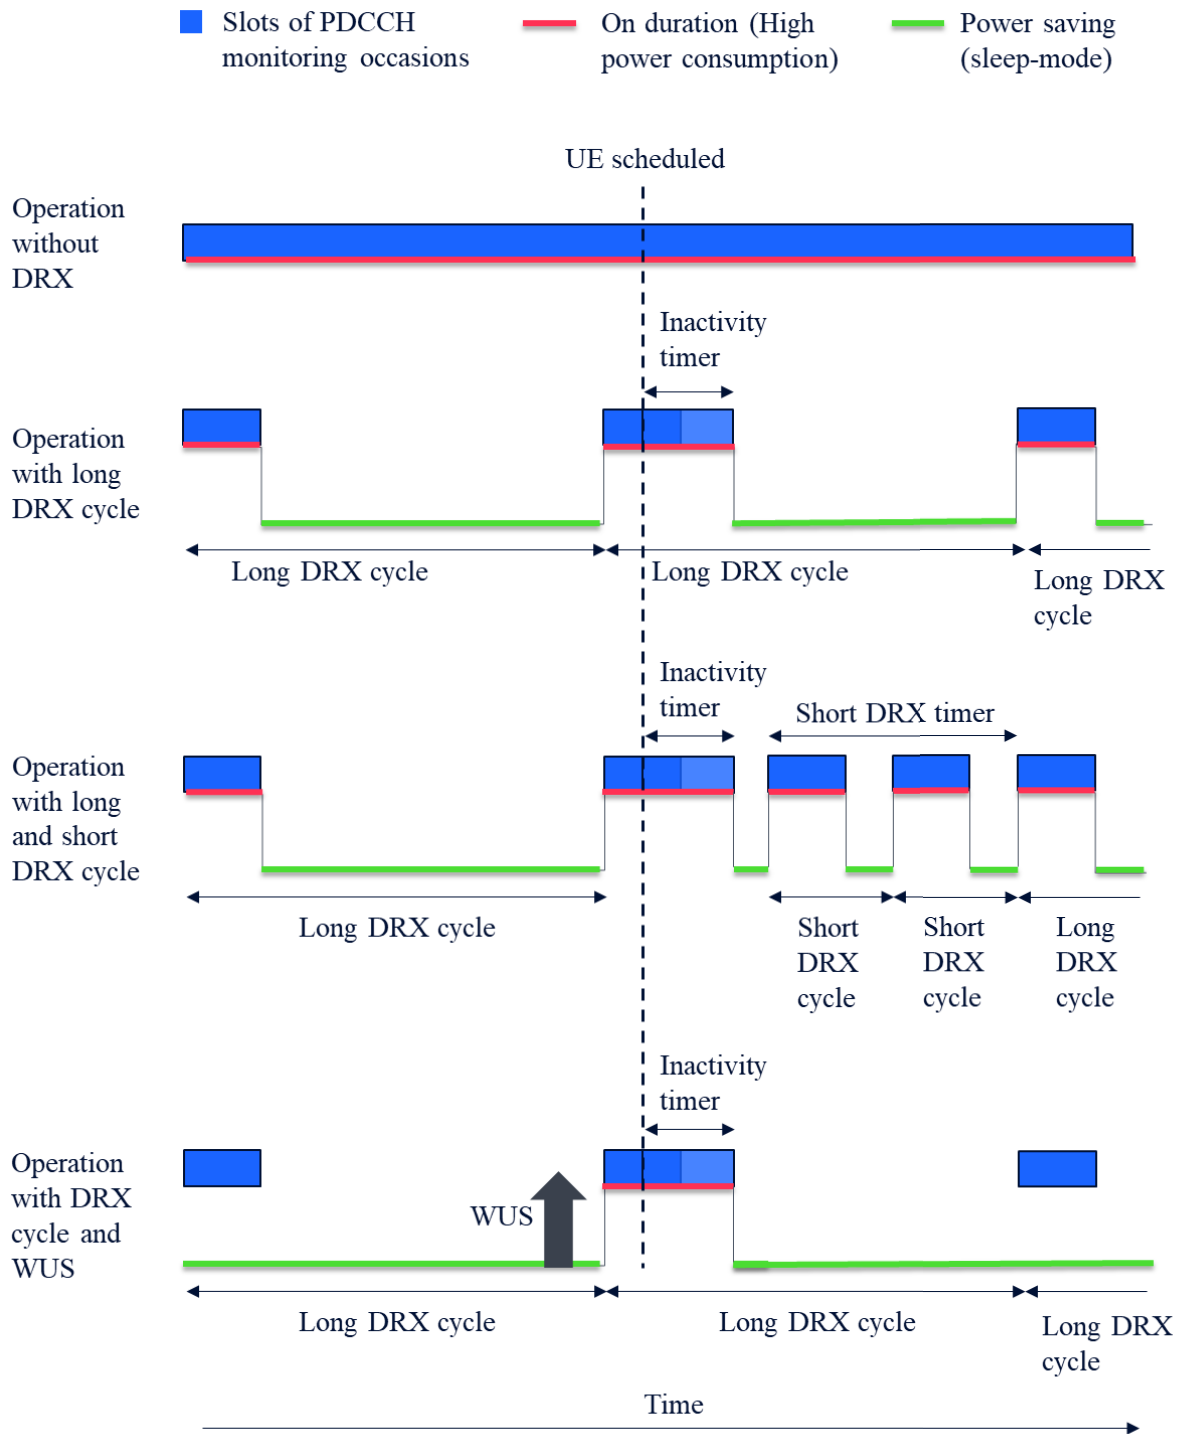 Slots of PDCCH
monitoring occasions
On duration (High
power consumption)
Power saving
(sleep-mode)
UE scheduled
Operation
without
DRX
Inactivity
timer
Operation
with long
DRX cycle
Long DRX cycle
Long DRX cycle
Long DRX
cycle
Inactivity
timer
Short DRX timer
Operation
with long
and short
DRX cycle
Long DRX cycle
Short
DRX
cycle
Short
DRX
cycle
Long
DRX
cycle
Inactivity
timer
Operation
with DRX
cycle and
WUS
WUS
Long DRX cycle
Long DRX cycle
Long DRX
cycle
Time